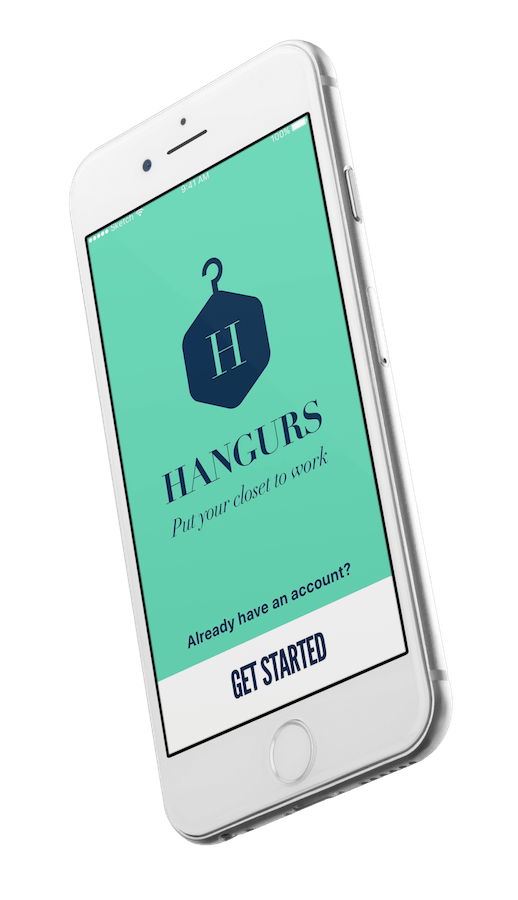 Sketch 9:41 AM 100%
H
HANGURS
Put your closet to work
Already have an account?
GET STARTED